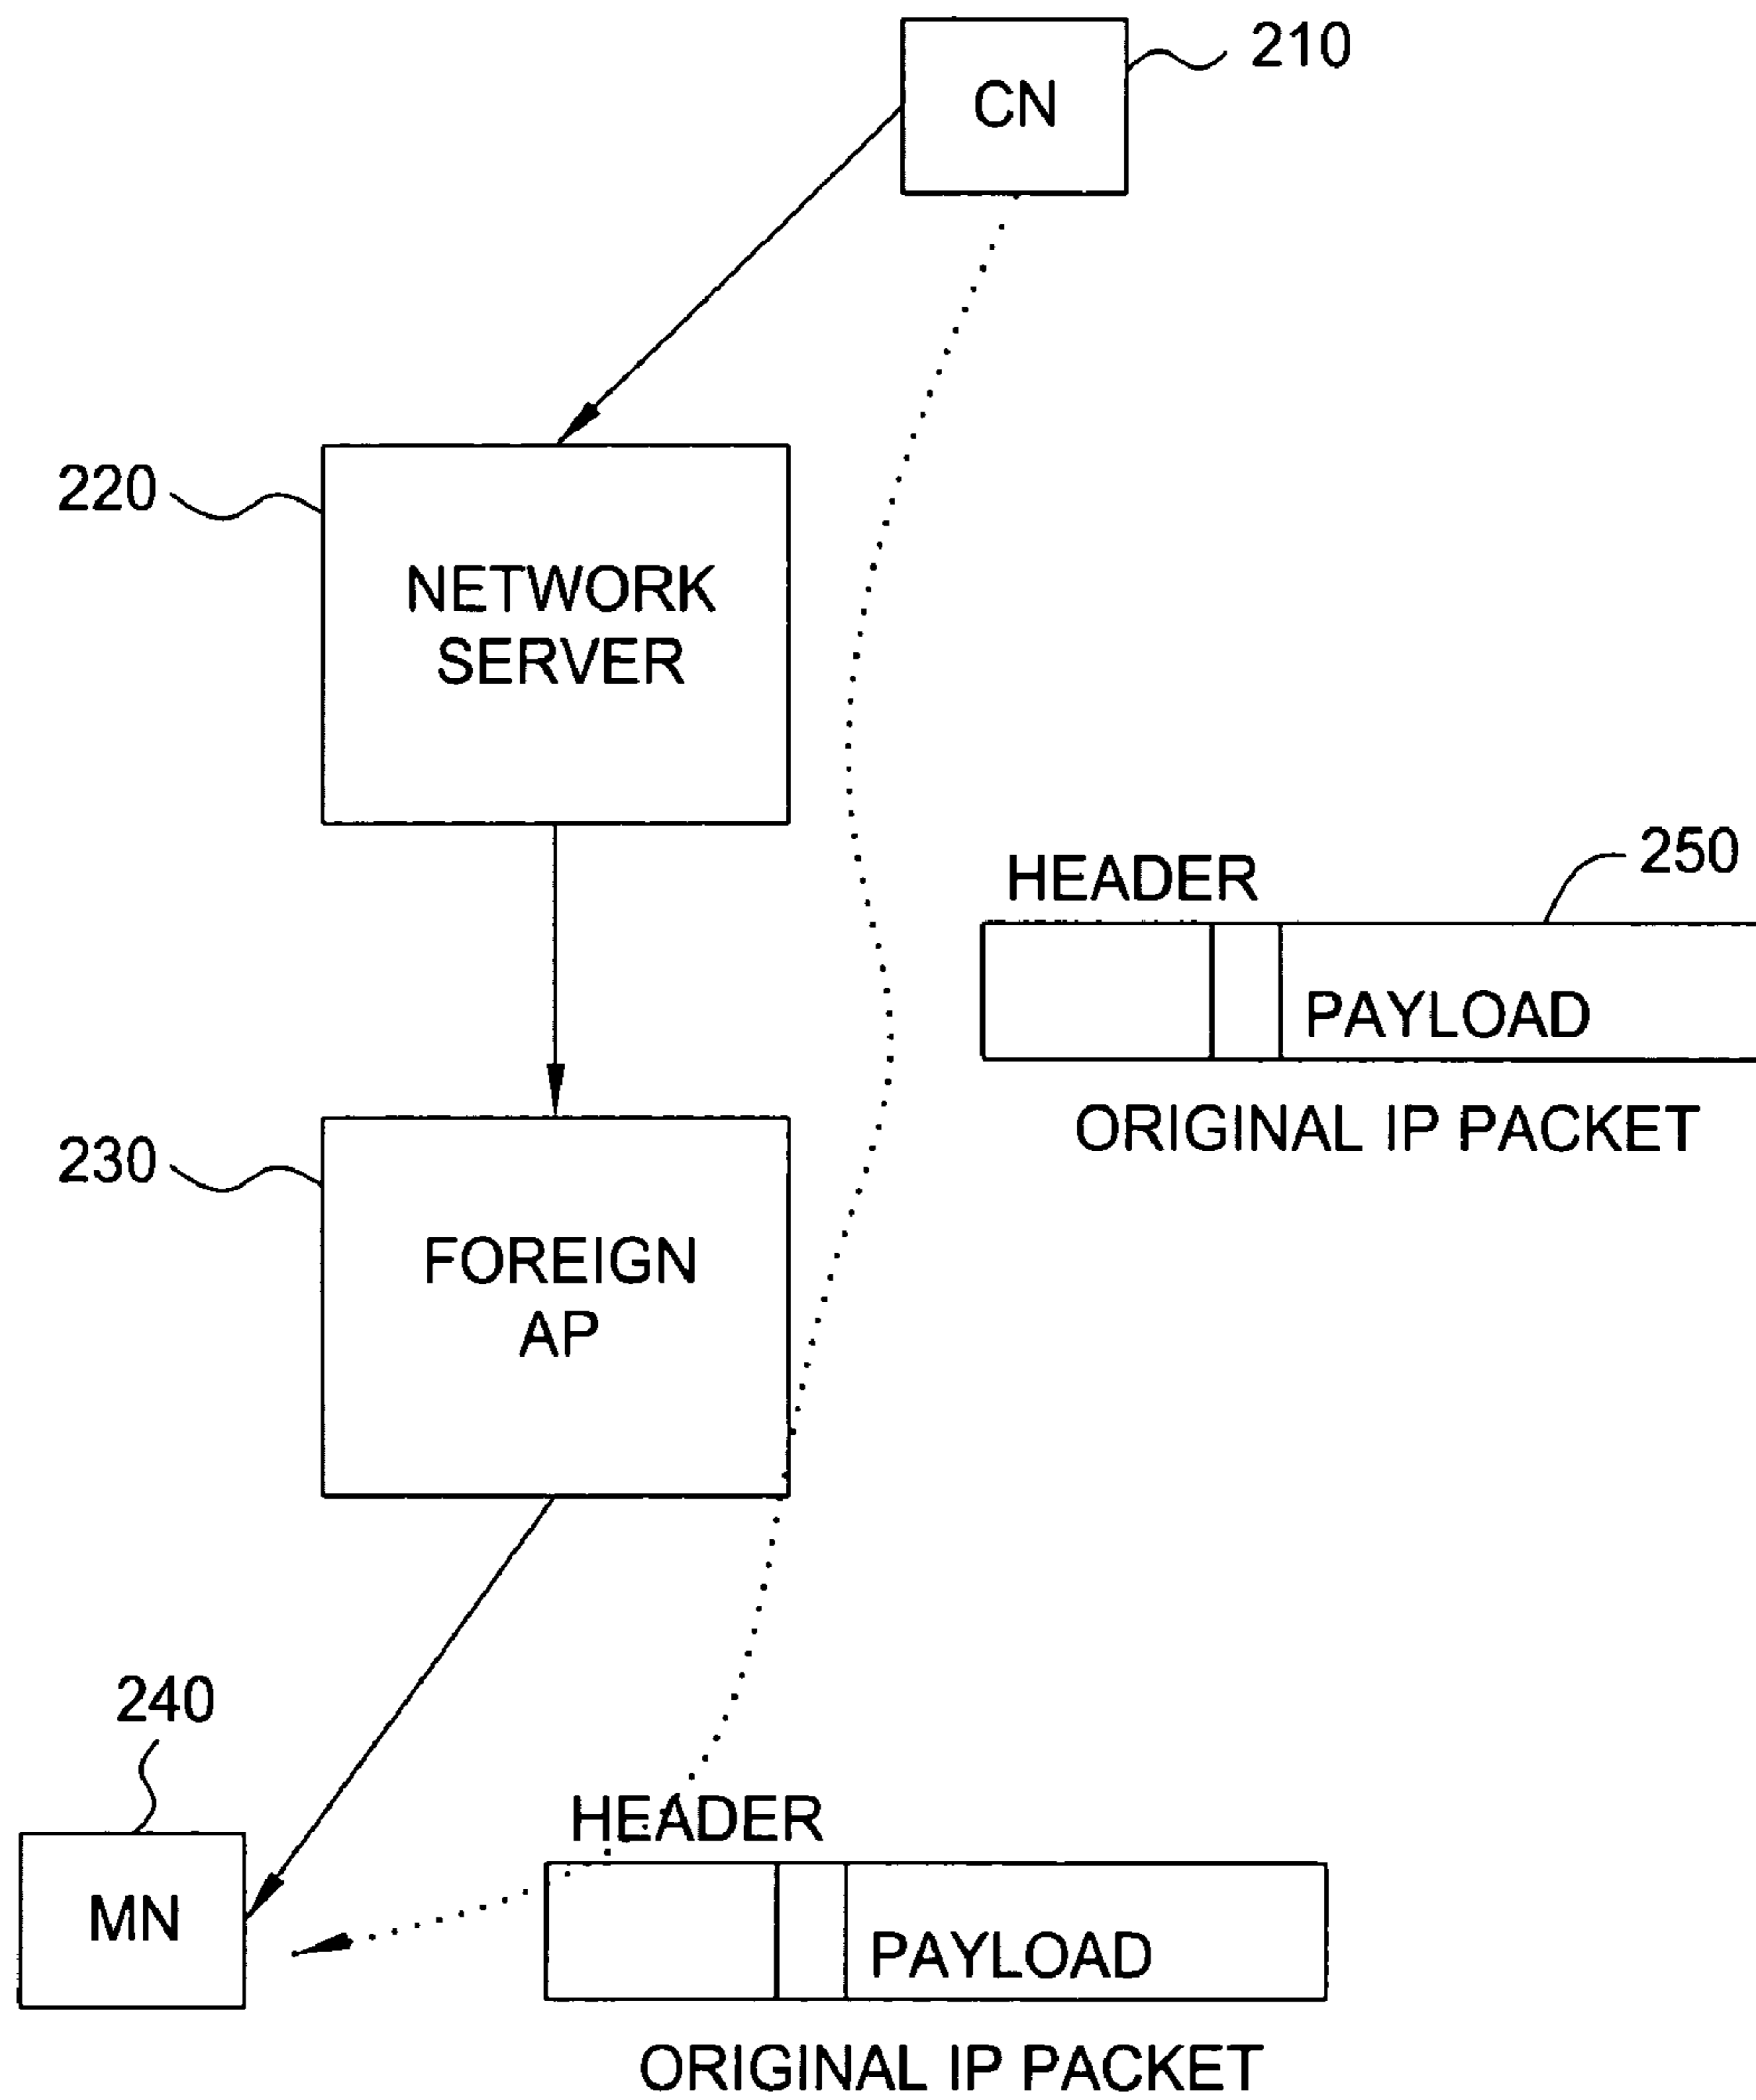 210
CN
220
NETWORK
SERVER
250
HEADER
PAYLOAD
ORIGINAL IP PACKET
230
FOREIGN
AP
240
MN
HEADER
PAYLOAD
ORIGINAL IP PACKET